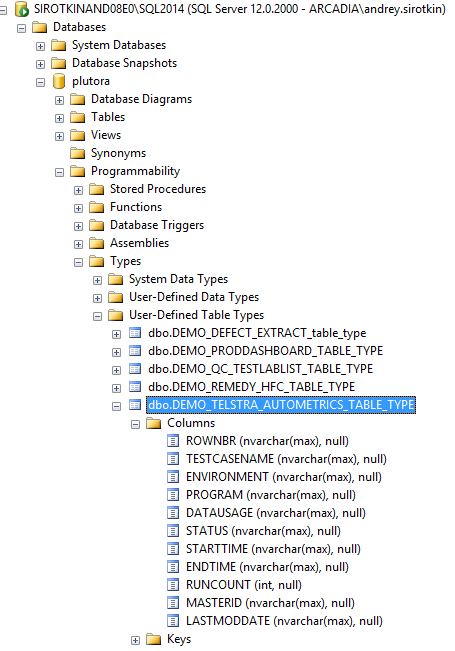 SIROTKINAND08E0\SQL2014 (SQL Server 12.0.2000 - ARCADIA\andrey.sirotkin)
Databases
System Databases
Database Snapshots
plutora
Database Diagrams
Tables
Views
Synonyms
Programmability
Stored Procedures
Functions
Database Triggers
Assemblies
Types
System Data Types
User-Defined Data Types
User-Defined Table Types
dbo.DEMO_DEFECT_EXTRACT_table_type
dbo.DEMO_PRODDASHBOARD_TABLE_TYPE
dbo.DEMO_QC_TESTLABLIST_TABLE_TYPE
dbo.DEMO_REMEDY_HFC_TABLE_TYPE
dbo.DEMO_TELSTRA_AUTOMETRICS_TABLE_TYPE
Columns
ROWNBR (nvarchar(max), null)
TESTCASENAME (nvarchar(max), null)
ENVIRONMENT (nvarchar(max), null)
PROGRAM (nvarchar(max), null)
DATAUSAGE (nvarchar(max), null)
STATUS (nvarchar(max), null)
STARTTIME (nvarchar(max), null)
ENDTIME (nvarchar(max), null)
RUNCOUNT (int, null)
MASTERID (nvarchar(max), null)
LASTMODDATE (nvarchar(max), null)
Keys